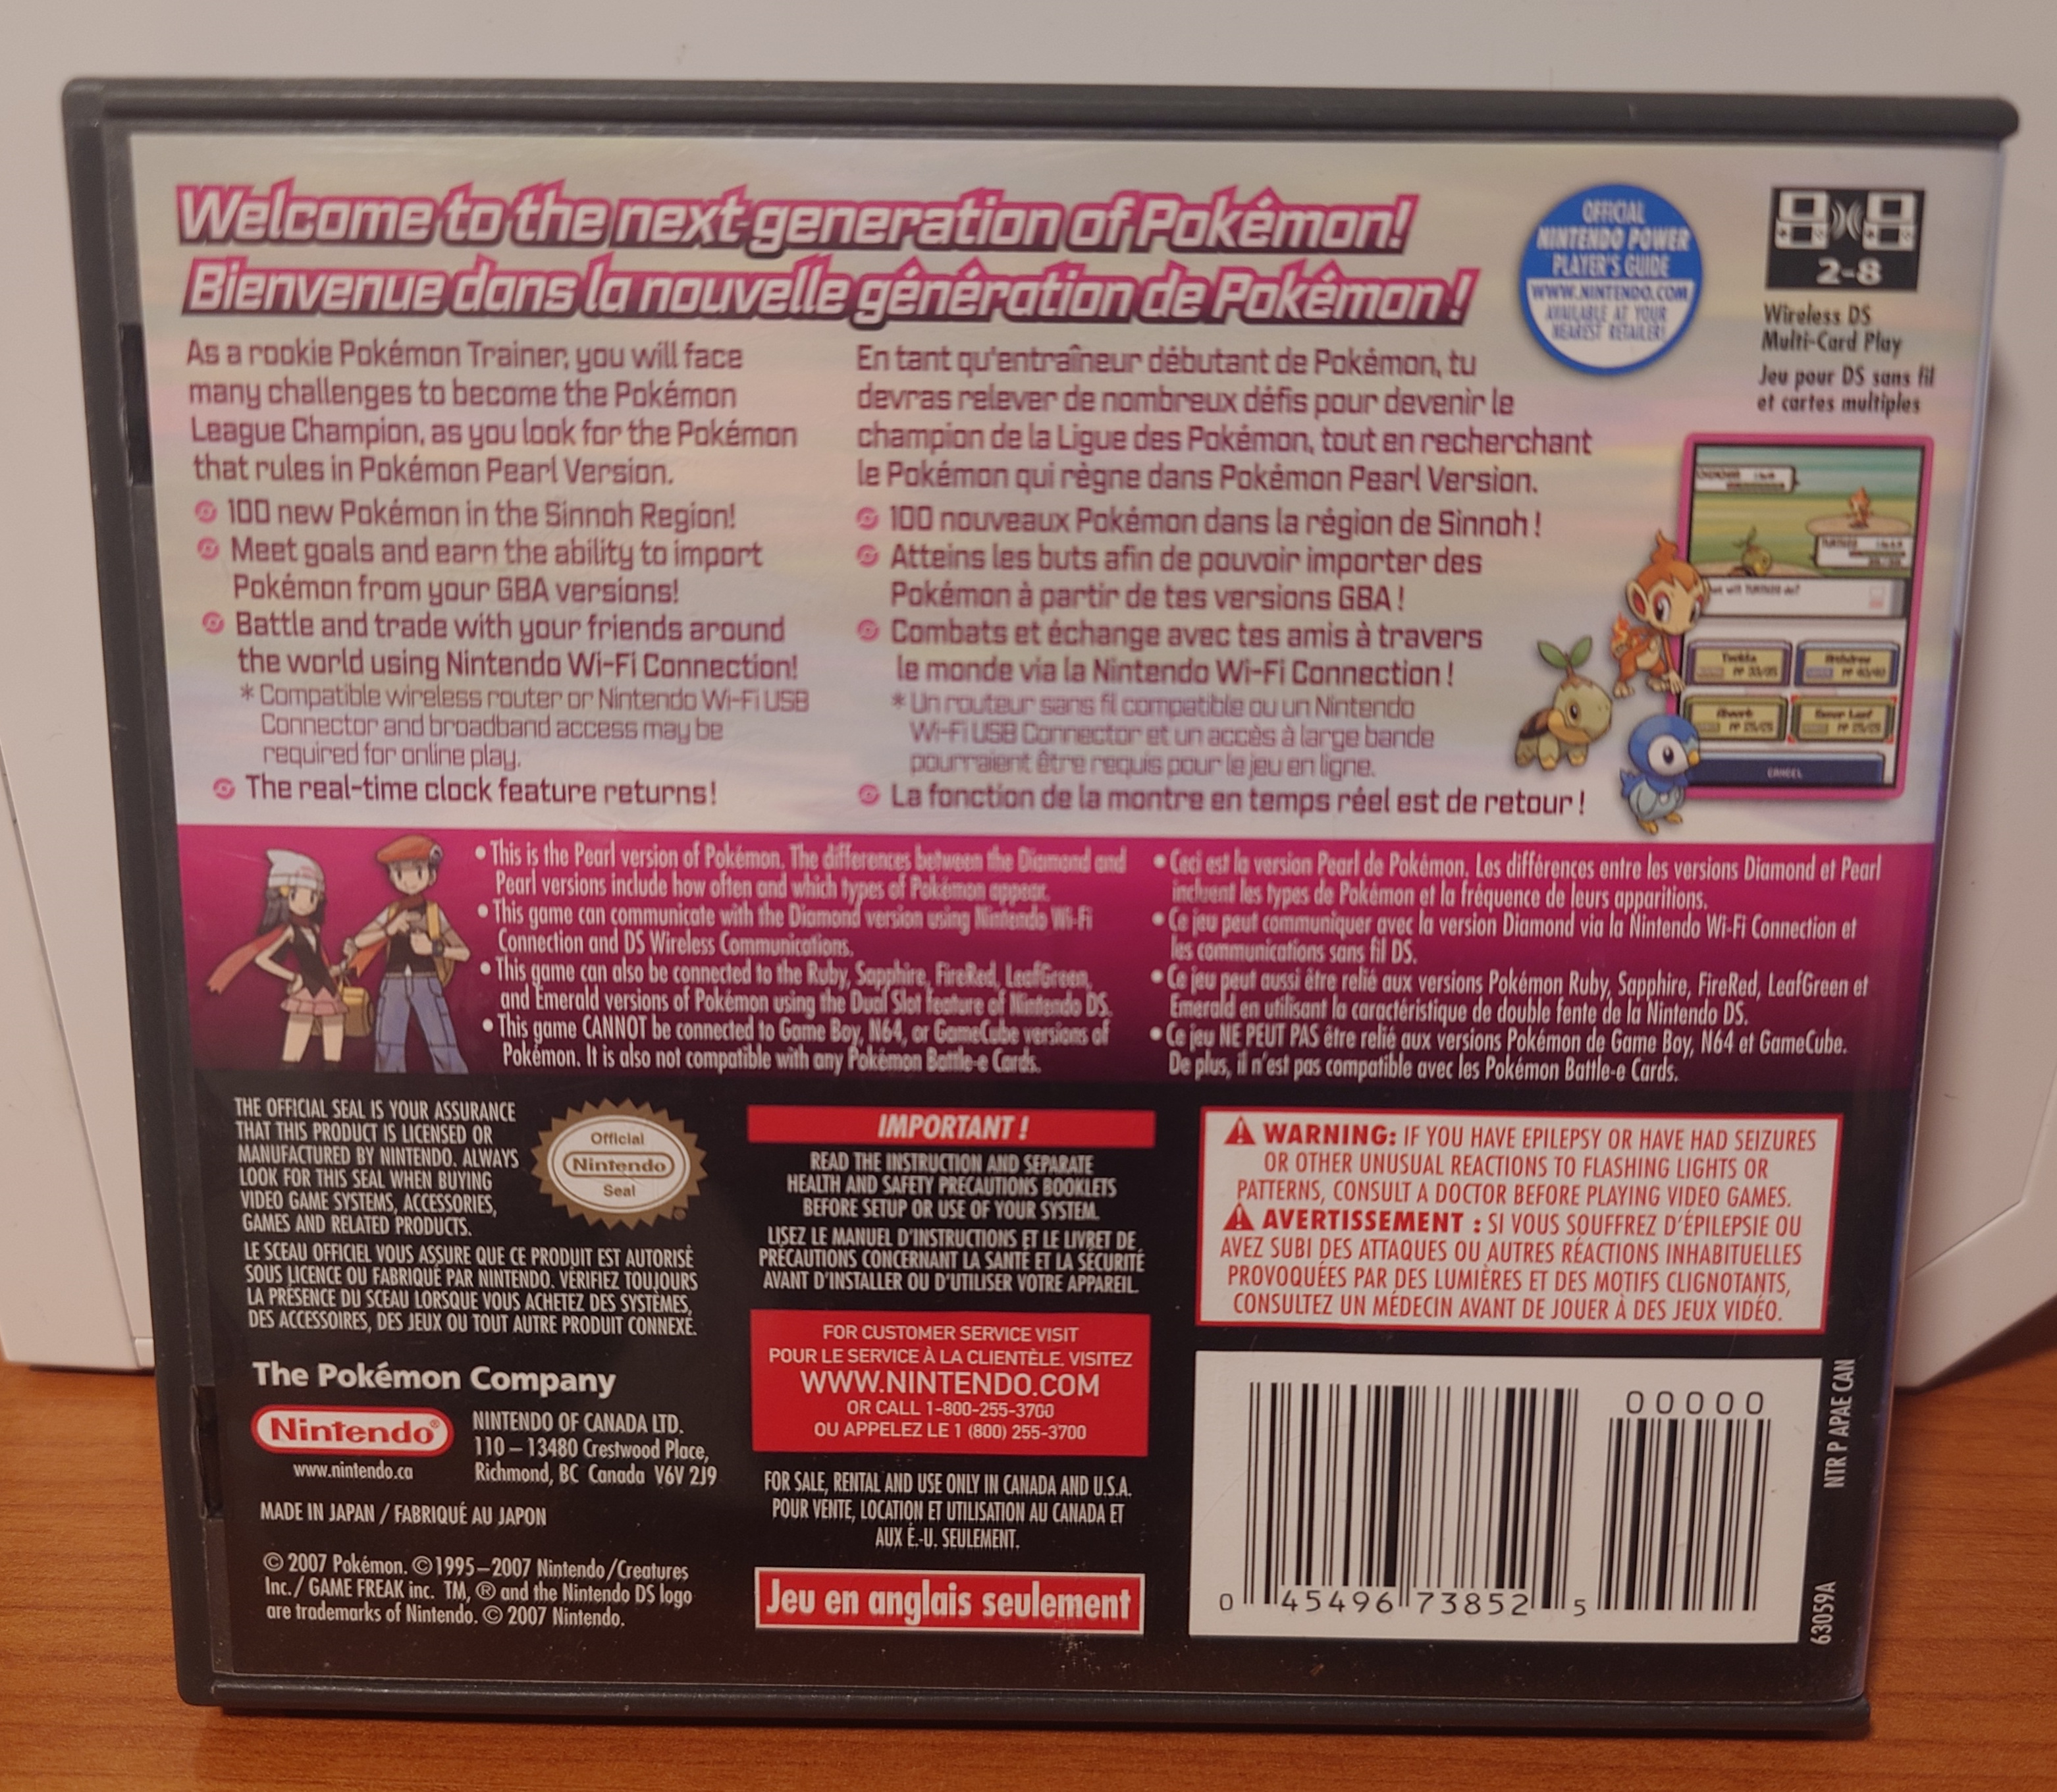 Welcome to the next generation of Pokémon!
Bienvenue dans la nouvelle génération de Pokémon !
As a rookie Pokémon Trainer, you will face
many challenges to become the Pokémon
League Champion, as you look for the Pokémon
that rules in Pokémon Pearl Version.
100 new Pokémon in the Sinnoh Region!
Meet goals and earn the ability to import
Pokémon from your GBA versions!
Battle and trade with your friends around
the world using Nintendo Wi-Fi Connection!
* Compatible wireless router or Nintendo Wi-Fi USB
Connector and broadband access may be
required for online play.
The real-time clock feature returns!
En tant qu'entraîneur débutant de Pokémon, tu
devras relever de nombreux défis pour devenir le
champion de la Ligue des Pokémon, tout en recherchant
le Pokémon qui règne dans Pokémon Pearl Version.
100 nouveaux Pokémon dans la région de Sinnoh !
Atteins les buts afin de pouvoir importer des
Pokémon à partir de tes versions GBA !
Combats et échange avec tes amis à travers
le monde via la Nintendo Wi-Fi Connection !
* Un routeur sans fil compatible ou un Nintendo
Wi-Fi USB Connector et un accès à large bande
pourraient être requis pour le jeu en ligne.
La fonction de la montre en temps réel est de retour !
OFFICIAL
NINTENDO POWER
PLAYER'S GUIDE
WWW.NINTENDO.COM
AVAILABLE AT YOUR
NEAREST RETAILER!
2-8
Wireless DS
Multi-Card Play
Jeu pour DS sans fil
et cartes multiples
CANCEL
• This is the Pearl version of Pokémon. The differences between the Diamond and
Pearl versions include how often and which types of Pokémon appear.
• This game can communicate with the Diamond version using Nintendo Wi-Fi
Connection and DS Wireless Communications.
• This game can also be connected to the Ruby, Sapphire, FireRed, LeafGreen,
and Emerald versions of Pokémon using the Dual Slot feature of Nintendo DS.
• This game CANNOT be connected to Game Boy, N64, or GameCube versions of
Pokémon. It is also not compatible with any Pokémon Battle-e Cards.
• Ceci est la version Pearl de Pokémon. Les différences entre les versions Diamond et Pearl
incluent les types de Pokémon et la fréquence de leurs apparitions.
• Ce jeu peut communiquer avec la version Diamond via la Nintendo Wi-Fi Connection et
les communications sans fil DS.
• Ce jeu peut aussi être relié aux versions Pokémon Ruby, Sapphire, FireRed, LeafGreen et
Emerald en utilisant la caractéristique de double fente de la Nintendo DS.
• Ce jeu NE PEUT PAS être relié aux versions Pokémon de Game Boy, N64 et GameCube.
De plus, il n'est pas compatible avec les Pokémon Battle-e Cards.
THE OFFICIAL SEAL IS YOUR ASSURANCE
THAT THIS PRODUCT IS LICENSED OR
MANUFACTURED BY NINTENDO. ALWAYS
LOOK FOR THIS SEAL WHEN BUYING
VIDEO GAME SYSTEMS, ACCESSORIES,
GAMES AND RELATED PRODUCTS.
Official
Nintendo
Seal
LE SCEAU OFFICIEL VOUS ASSURE QUE CE PRODUIT EST AUTORISÉ
SOUS LICENCE OU FABRIQUÉ PAR NINTENDO. VÉRIFIEZ TOUJOURS
LA PRÉSENCE DU SCEAU LORSQUE VOUS ACHETEZ DES SYSTÈMES,
DES ACCESSOIRES, DES JEUX OU TOUT AUTRE PRODUIT CONNEXE.
The Pokémon Company
Nintendo®
www.nintendo.ca
NINTENDO OF CANADA LTD.
110 – 13480 Crestwood Place,
Richmond, BC Canada V6V 2J9
MADE IN JAPAN / FABRIQUÉ AU JAPON
© 2007 Pokémon. © 1995–2007 Nintendo/Creatures
Inc./ GAME FREAK inc. TM, ® and the Nintendo DS logo
are trademarks of Nintendo. © 2007 Nintendo.
IMPORTANT !
READ THE INSTRUCTION AND SEPARATE
HEALTH AND SAFETY PRECAUTIONS BOOKLETS
BEFORE SETUP OR USE OF YOUR SYSTEM.
LISEZ LE MANUEL D'INSTRUCTIONS ET LE LIVRET DE
PRÉCAUTIONS CONCERNANT LA SANTÉ ET LA SÉCURITÉ
AVANT D'INSTALLER OU D'UTILISER VOTRE APPAREIL.
FOR CUSTOMER SERVICE VISIT
POUR LE SERVICE À LA CLIENTÈLE, VISITEZ
WWW.NINTENDO.COM
OR CALL 1-800-255-3700
OU APPELEZ LE 1 (800) 255-3700
FOR SALE, RENTAL AND USE ONLY IN CANADA AND U.S.A.
POUR VENTE, LOCATION ET UTILISATION AU CANADA ET
AUX É.-U. SEULEMENT.
Jeu en anglais seulement
WARNING: IF YOU HAVE EPILEPSY OR HAVE HAD SEIZURES
OR OTHER UNUSUAL REACTIONS TO FLASHING LIGHTS OR
PATTERNS, CONSULT A DOCTOR BEFORE PLAYING VIDEO GAMES.
AVERTISSEMENT : SI VOUS SOUFFREZ D'ÉPILEPSIE OU
AVEZ SUBI DES ATTAQUES OU AUTRES RÉACTIONS INHABITUELLES
PROVOQUÉES PAR DES LUMIÈRES ET DES MOTIFS CLIGNOTANTS,
CONSULTEZ UN MÉDECIN AVANT DE JOUER À DES JEUX VIDÉO.
00000
0 45496 73852 5
NTR P APAE CAN
63059A